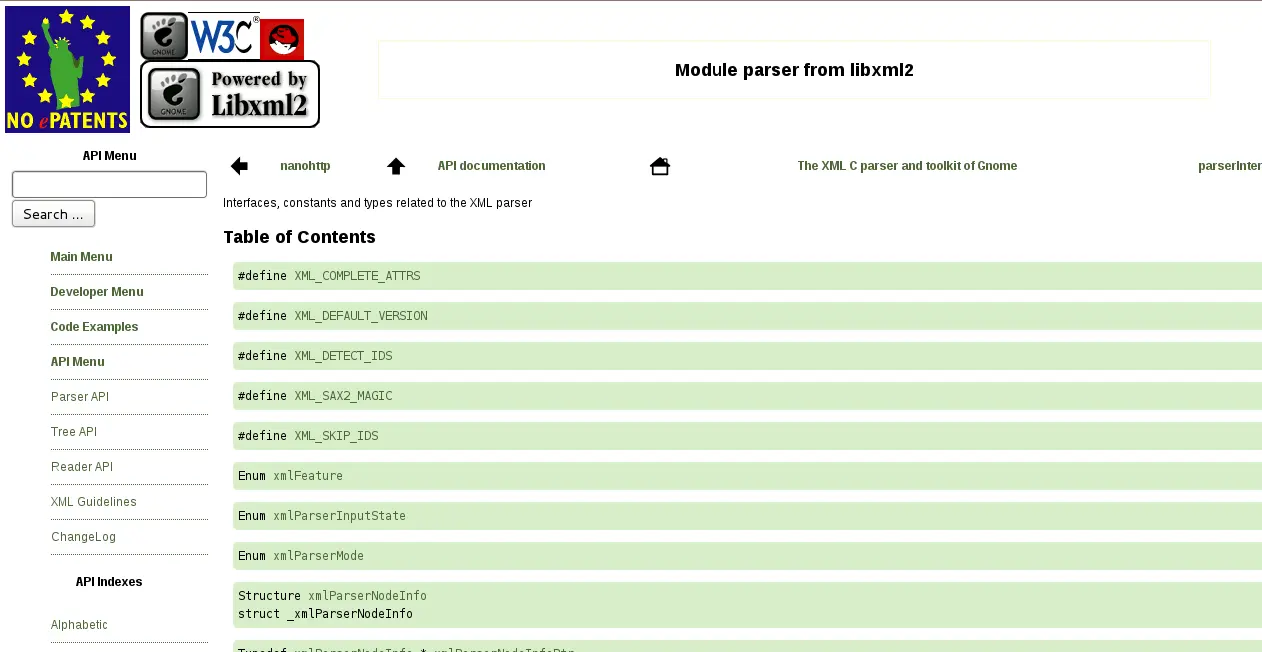 NO ePATENTS
GNOME
W3C®
GNOME
Powered by
Libxml2
Module parser from libxml2
API Menu
Search ...
Main Menu
Developer Menu
Code Examples
API Menu
Parser API
Tree API
Reader API
XML Guidelines
ChangeLog
API Indexes
Alphabetic
nanohttp
API documentation
The XML C parser and toolkit of Gnome
parserInter
Interfaces, constants and types related to the XML parser
Table of Contents
#define XML_COMPLETE_ATTRS
#define XML_DEFAULT_VERSION
#define XML_DETECT_IDS
#define XML_SAX2_MAGIC
#define XML_SKIP_IDS
Enum xmlFeature
Enum xmlParserInputState
Enum xmlParserMode
Structure xmlParserNodeInfo
struct _xmlParserNodeInfo
Typedef xmlParserNodeInfo * xmlParserNodeInfoPtr